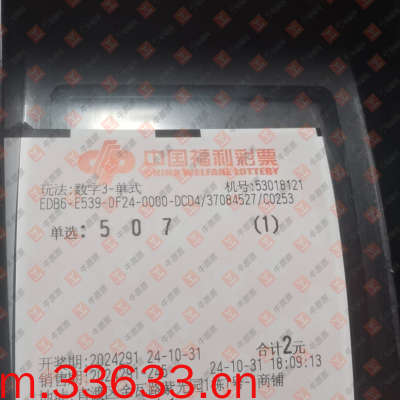 中国福利彩票
CHINA WELFARE LOTTERY
玩法:数字3-单式 机号:53018121
EDB6-E539-0F24-0000-DCD4/37084527/C0253
单选: 5 0 7 (1)
合计2元
开奖期:2024291 24-10-31
24-10-31 18:09:13
m.33633.cn